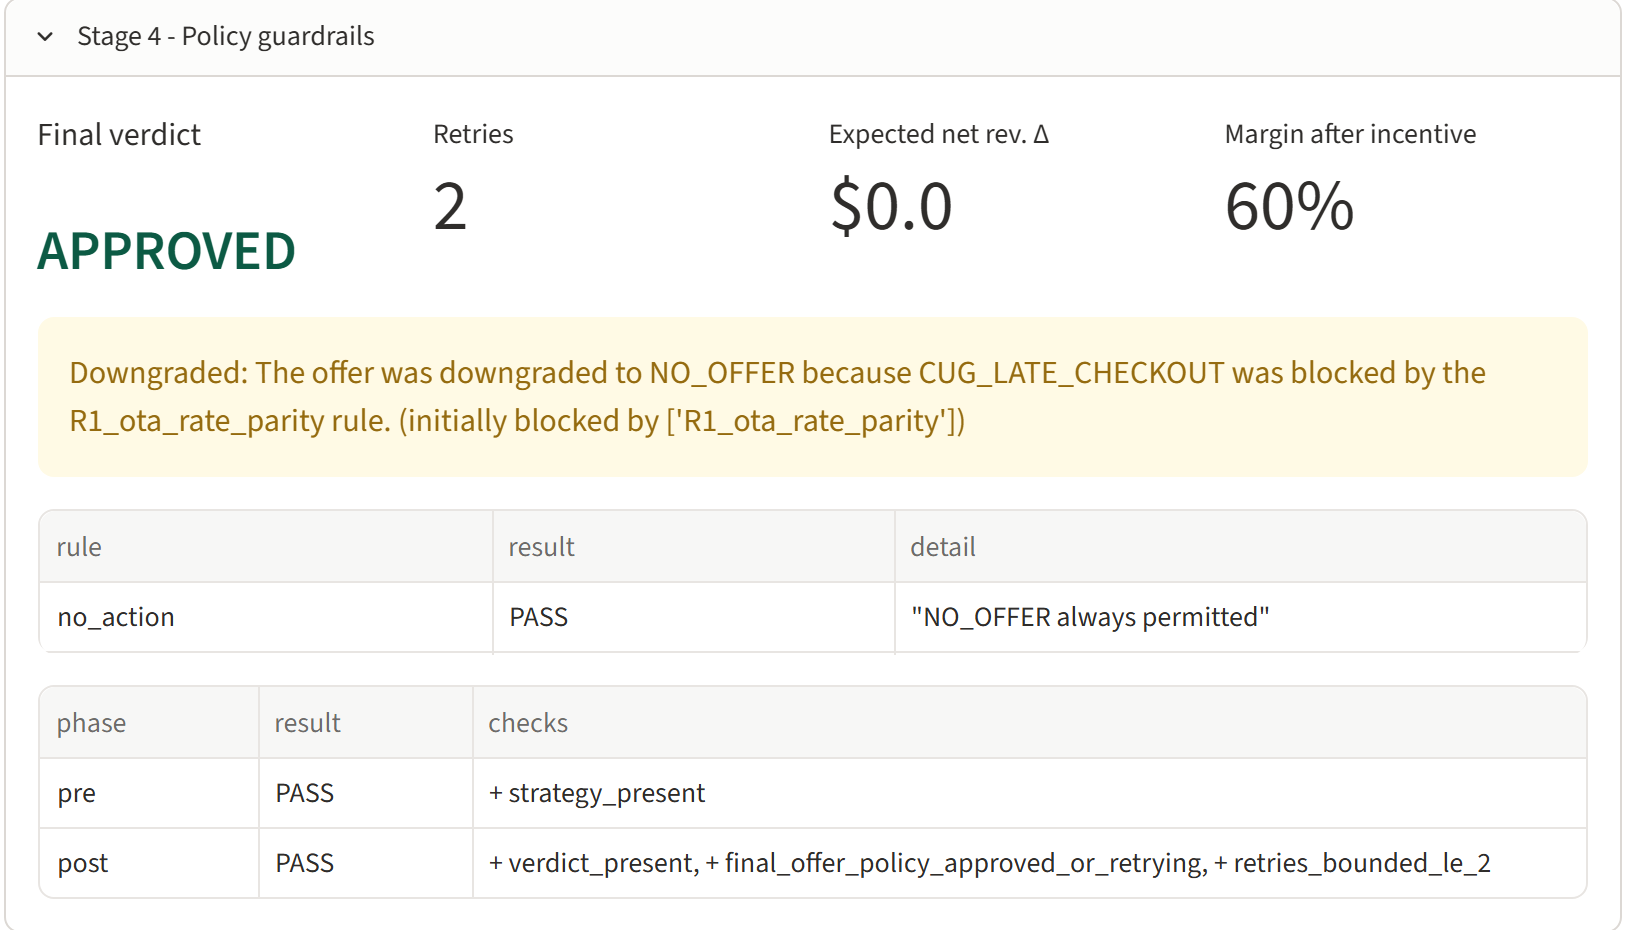 Stage 4 - Policy guardrails
Final verdict
APPROVED
Retries
2
Expected net rev. Δ
$0.0
Margin after incentive
60%
Downgraded: The offer was downgraded to NO_OFFER because CUG_LATE_CHECKOUT was blocked by the
R1_ota_rate_parity rule. (initially blocked by ['R1_ota_rate_parity'])
rule result detail
no_action PASS "NO_OFFER always permitted"
phase result checks
pre PASS + strategy_present
post PASS + verdict_present, + final_offer_policy_approved_or_retrying, + retries_bounded_le_2